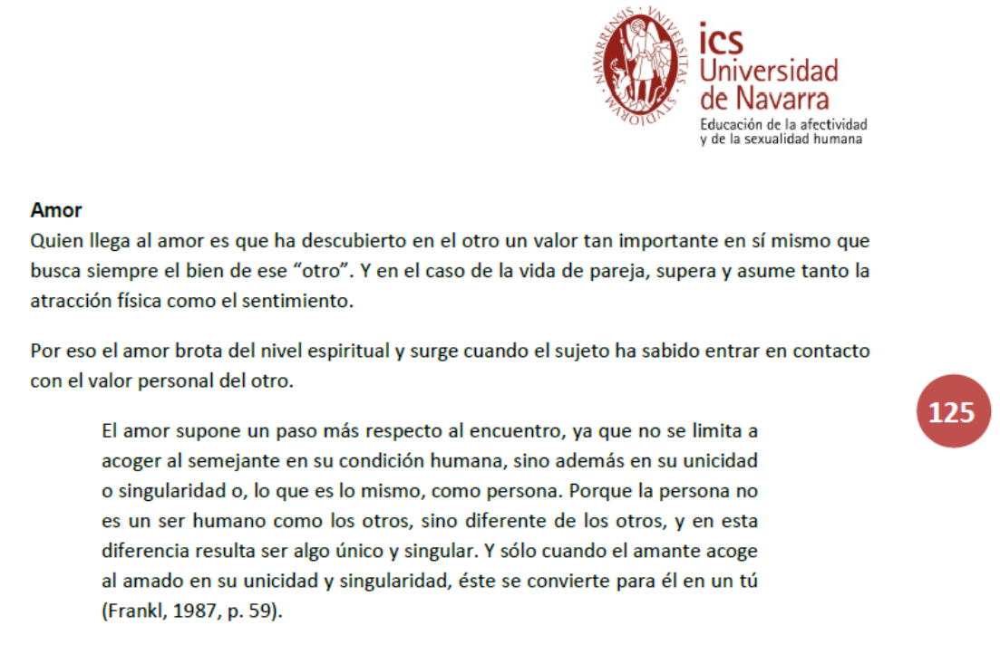 VNIVERSITAS · STVDIORVM · NAVARRENSIS ·
ics
Universidad
de Navarra
Educación de la afectividad
y de la sexualidad humana
Amor
Quien llega al amor es que ha descubierto en el otro un valor tan importante en sí mismo que
busca siempre el bien de ese “otro”. Y en el caso de la vida de pareja, supera y asume tanto la
atracción física como el sentimiento.
Por eso el amor brota del nivel espiritual y surge cuando el sujeto ha sabido entrar en contacto
con el valor personal del otro.
125
El amor supone un paso más respecto al encuentro, ya que no se limita a
acoger al semejante en su condición humana, sino además en su unicidad
o singularidad o, lo que es lo mismo, como persona. Porque la persona no
es un ser humano como los otros, sino diferente de los otros, y en esta
diferencia resulta ser algo único y singular. Y sólo cuando el amante acoge
al amado en su unicidad y singularidad, éste se convierte para él en un tú
(Frankl, 1987, p. 59).